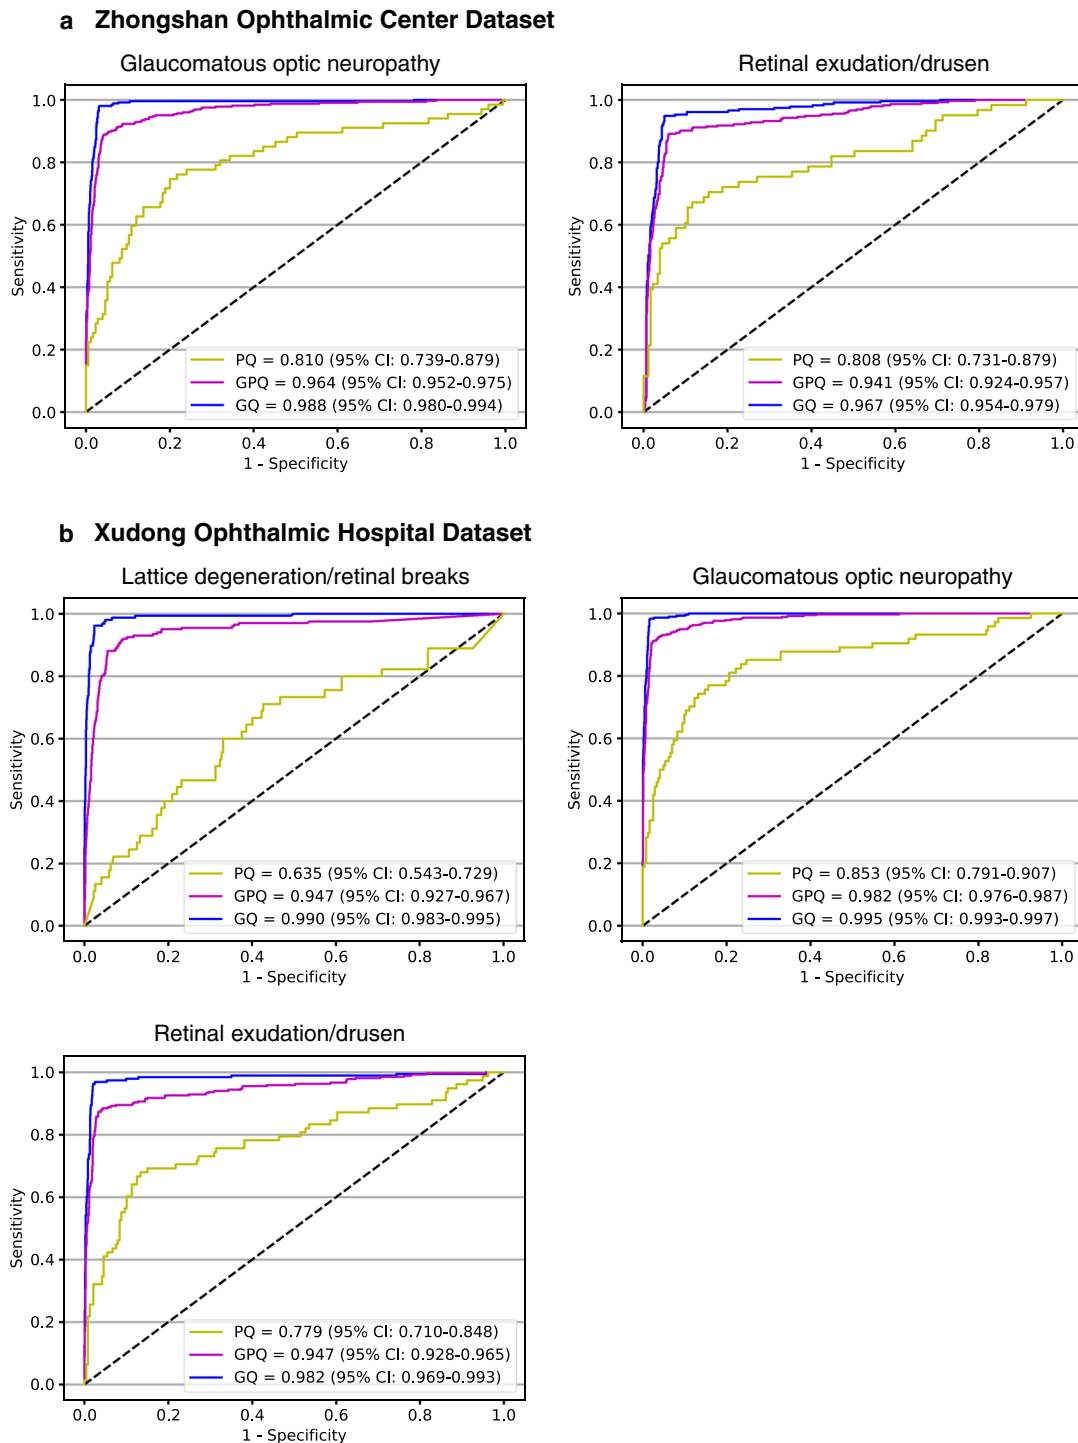 a Zhongshan Ophthalmic Center Dataset
Glaucomatous optic neuropathy
1.0
0.8
0.6
0.4
0.2
0.0
Sensitivity
PQ = 0.810 (95% CI: 0.739-0.879)
GPQ = 0.964 (95% CI: 0.952-0.975)
GQ = 0.988 (95% CI: 0.980-0.994)
0.0 0.2 0.4 0.6 0.8 1.0
1 - Specificity
Retinal exudation/drusen
1.0
0.8
0.6
0.4
0.2
0.0
Sensitivity
PQ = 0.808 (95% CI: 0.731-0.879)
GPQ = 0.941 (95% CI: 0.924-0.957)
GQ = 0.967 (95% CI: 0.954-0.979)
0.0 0.2 0.4 0.6 0.8 1.0
1 - Specificity
b Xudong Ophthalmic Hospital Dataset
Lattice degeneration/retinal breaks
1.0
0.8
0.6
0.4
0.2
0.0
Sensitivity
PQ = 0.635 (95% CI: 0.543-0.729)
GPQ = 0.947 (95% CI: 0.927-0.967)
GQ = 0.990 (95% CI: 0.983-0.995)
0.0 0.2 0.4 0.6 0.8 1.0
1 - Specificity
Glaucomatous optic neuropathy
1.0
0.8
0.6
0.4
0.2
0.0
Sensitivity
PQ = 0.853 (95% CI: 0.791-0.907)
GPQ = 0.982 (95% CI: 0.976-0.987)
GQ = 0.995 (95% CI: 0.993-0.997)
0.0 0.2 0.4 0.6 0.8 1.0
1 - Specificity
Retinal exudation/drusen
1.0
0.8
0.6
0.4
0.2
0.0
Sensitivity
PQ = 0.779 (95% CI: 0.710-0.848)
GPQ = 0.947 (95% CI: 0.928-0.965)
GQ = 0.982 (95% CI: 0.969-0.993)
0.0 0.2 0.4 0.6 0.8 1.0
1 - Specificity